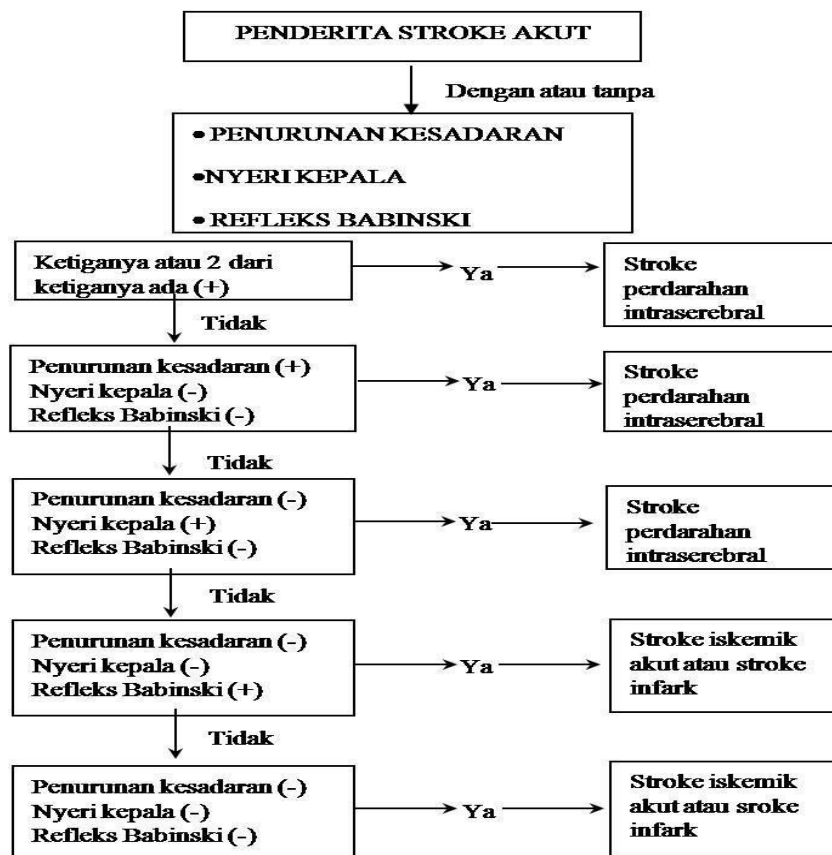 PENDERITA STROKE AKUT
Dengan atau tanpa
• PENURUNAN KESADARAN
•NYERI KEPALA
• REFLEKS BABINSKI
Ketiganya atau 2 dari
ketiganya ada (+)
Ya
Stroke
perdarahan
intraserebral
Tidak
Penurunan kesadaran (+)
Nyeri kepala (-)
Refleks Babinski (-)
Ya
Stroke
perdarahan
intraserebral
Tidak
Penurunan kesadaran (-)
Nyeri kepala (+)
Refleks Babinski (-)
Ya
Stroke
perdarahan
intraserebral
Tidak
Penurunan kesadaran (-)
Nyeri kepala (-)
Refleks Babinski (+)
Ya
Stroke iskemik
akut atau stroke
infark
Tidak
Penurunan kesadaran (-)
Nyeri kepala (-)
Refleks Babinski (-)
Ya
Stroke iskemik
akut atau sroke
infark